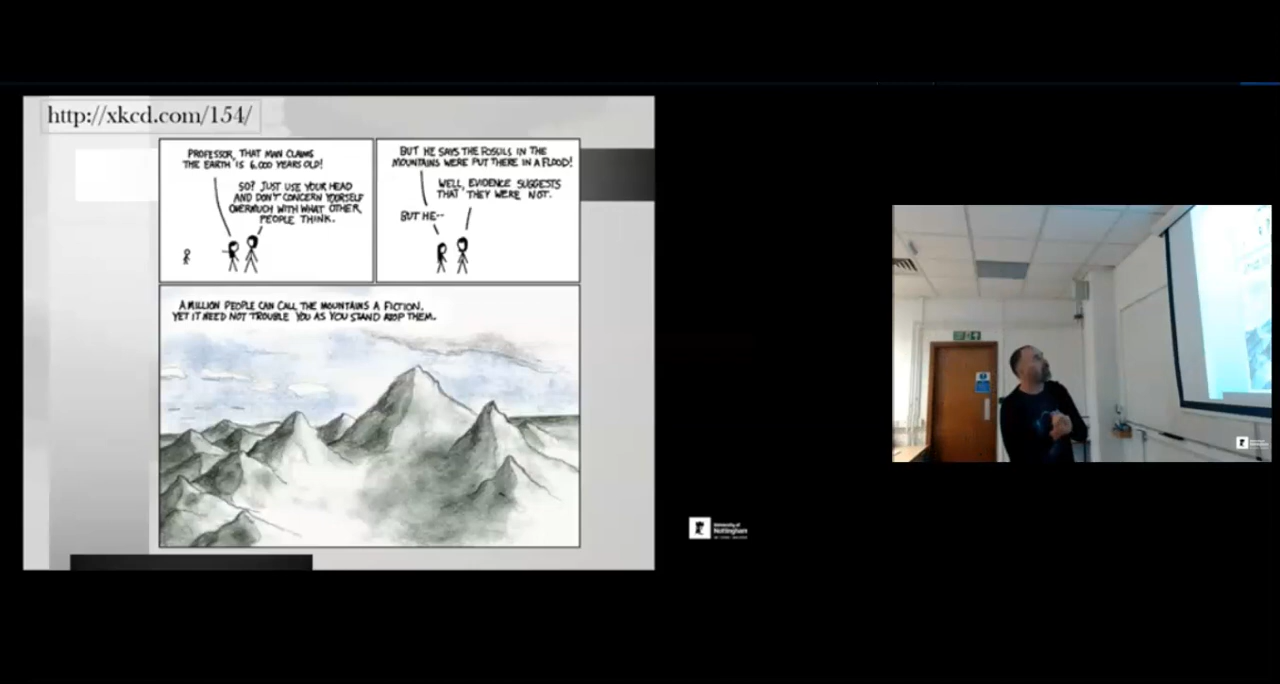 http://xkcd.com/154/
PROFESSOR, THAT MAN CLAIMS
THE EARTH IS 6,000 YEARS OLD!
SO? JUST USE YOUR HEAD
AND DON'T CONCERN YOURSELF
OVERMUCH WITH WHAT OTHER
PEOPLE THINK.
BUT HE SAYS THE FOSSILS IN THE
MOUNTAINS WERE PUT THERE IN A FLOOD!
WELL, EVIDENCE SUGGESTS
THAT THEY WERE NOT.
BUT HE--
A MILLION PEOPLE CAN CALL THE MOUNTAINS A FICTION,
YET IT NEED NOT TROUBLE YOU AS YOU STAND ATOP THEM.
University of
Nottingham